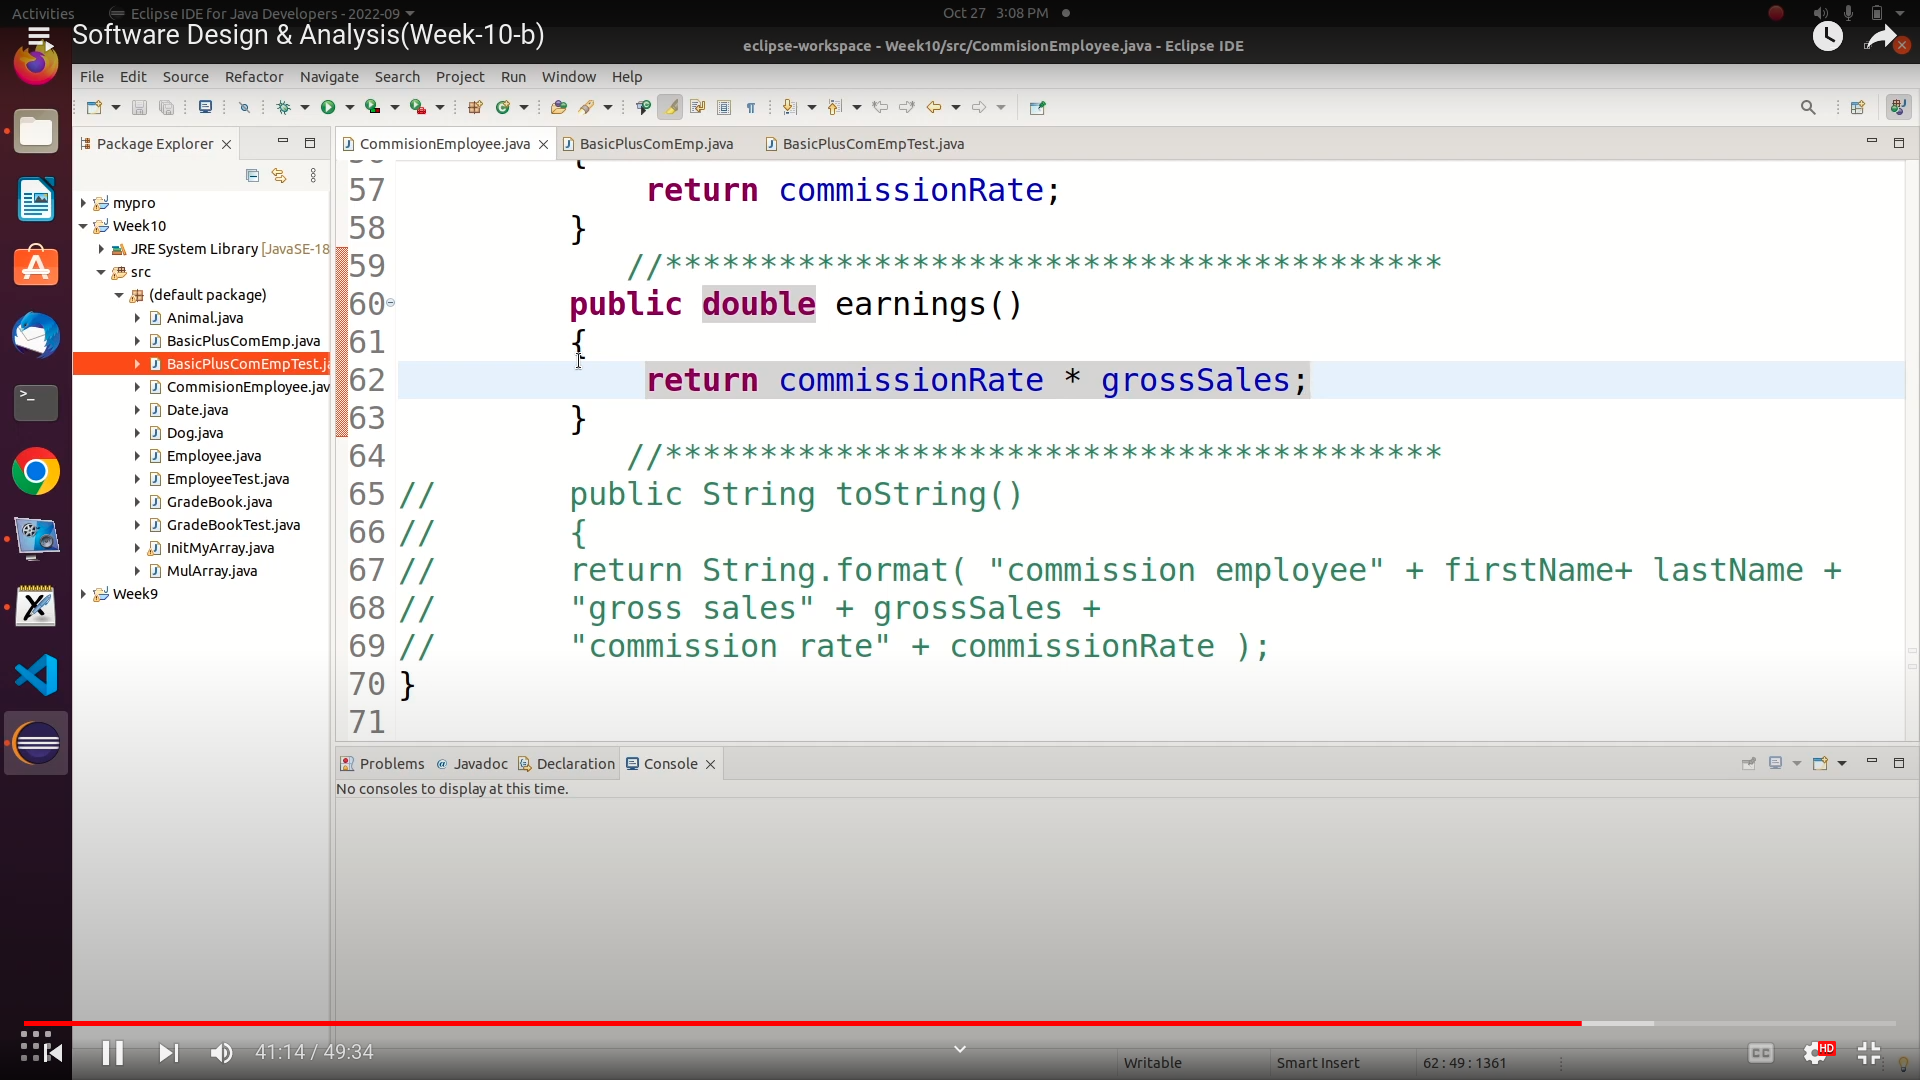 Activities Eclipse IDE for Java Developers - 2022-09 Oct 27 3:08 PM
Software Design & Analysis(Week-10-b)
eclipse-workspace - Week10/src/CommisionEmployee.java - Eclipse IDE
File Edit Source Refactor Navigate Search Project Run Window Help
Package Explorer
CommisionEmployee.java BasicPlusComEmp.java BasicPlusComEmpTest.java
mypro
Week10
JRE System Library [JavaSE-18
src
(default package)
Animal.java
BasicPlusComEmp.java
BasicPlusComEmpTest.ja
CommisionEmployee.jav
Date.java
Dog.java
Employee.java
EmployeeTest.java
GradeBook.java
GradeBookTest.java
InitMyArray.java
MulArray.java
Week9
{
57 return commissionRate;
58 }
59 //*****************************************
60 public double earnings()
61 {
62 return commissionRate * grossSales;
63 }
64 //*****************************************
65 // public String toString()
66 // {
67 // return String.format( "commission employee" + firstName+ lastName +
68 // "gross sales" + grossSales +
69 // "commission rate" + commissionRate );
70 }
71
Problems Javadoc Declaration Console
No consoles to display at this time.
41:14 / 49:34
CC HD
Writable Smart Insert 62 : 49 : 1361